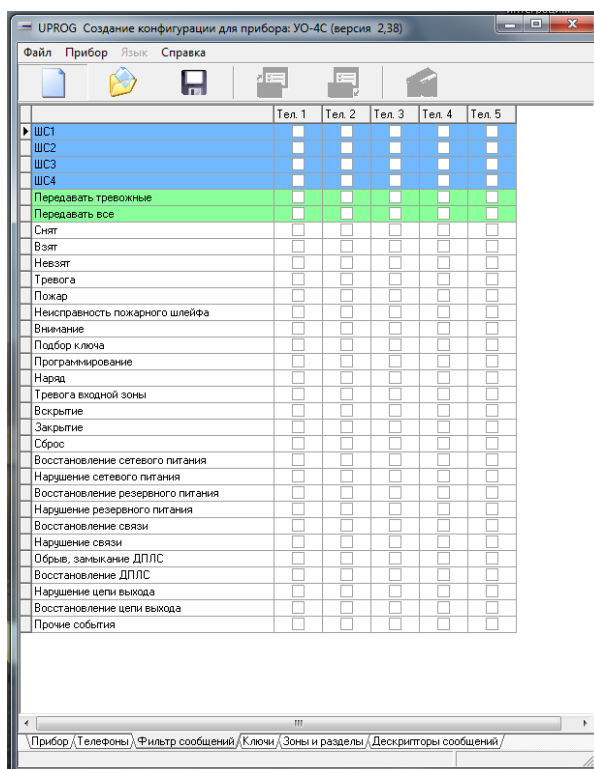 UPROG Создание конфигурации для прибора: УО-4С (версия 2,38)
Файл Прибор Язык Справка
Тел. 1 Тел. 2 Тел. 3 Тел. 4 Тел. 5
ШС1
ШС2
ШС3
ШС4
Передавать тревожные
Передавать все
Снят
Взят
Невзят
Тревога
Пожар
Неисправность пожарного шлейфа
Внимание
Подбор ключа
Программирование
Наряд
Тревога входной зоны
Вскрытие
Закрытие
Сброс
Восстановление сетевого питания
Нарушение сетевого питания
Восстановление резервного питания
Нарушение резервного питания
Восстановление связи
Нарушение связи
Обрыв, замыкание ДПЛС
Восстановление ДПЛС
Нарушение цепи выхода
Восстановление цепи выхода
Прочие события
Прибор Телефоны Фильтр сообщений Ключи Зоны и разделы Дескрипторы сообщений